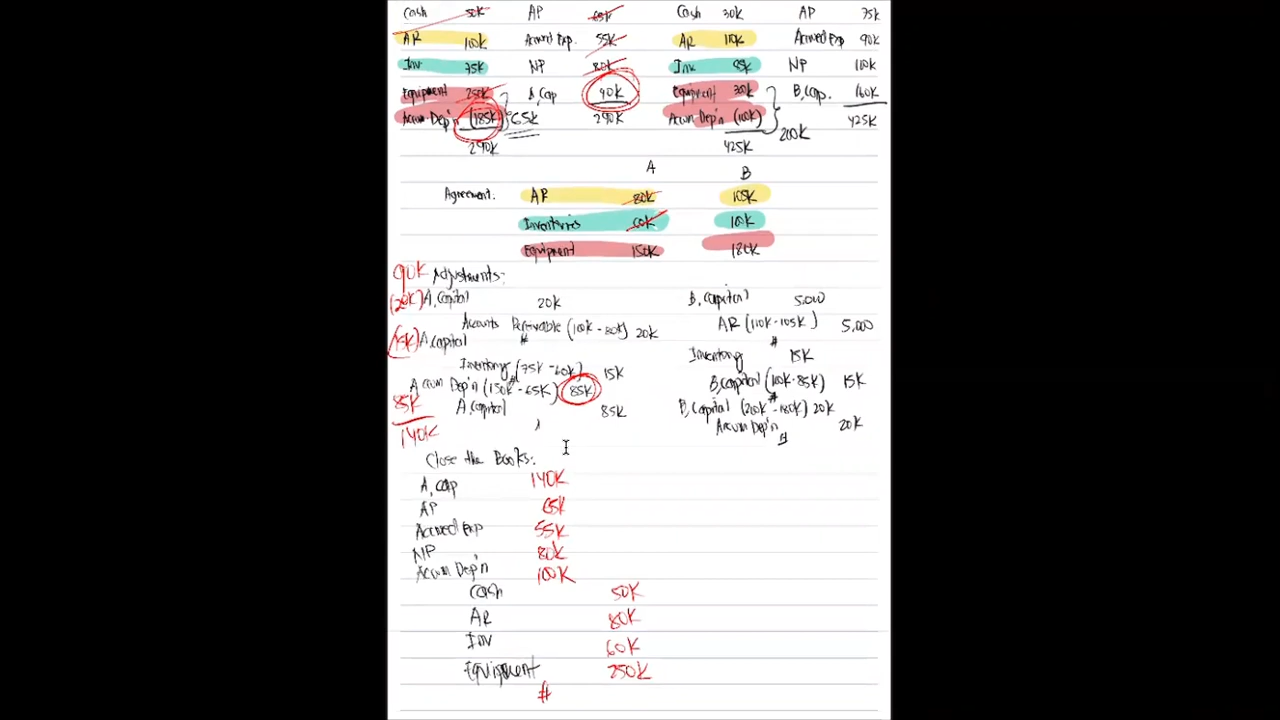 Cash 50K AP 65K Cash 30K AP 75K
AR 100K Accrued Exp. 55K AR 110K Accrued Exp 90K
Inv 75K NP 80K Inv 85K NP 110K
Equipment 250K A, Cap 90K Equipment B, Cap. 160K
Accum Dep'n (185K) 65K 290K Accum Dep'n (100K) 200K 425K
290K 425K
A B
Agreement: AR 80K 105K
Inventories 60K 100K
Equipment 150K 180K
90K Adjustments:
(20K) A, Capital 20K B, Capital 5,000
Accounts Receivable (100K - 80K) 20K AR (110K - 105K) 5,000
(15K) A, Capital Inventory 15K
Inventory (75K - 60K) 15K B, Capital (100K - 85K) 15K
Accum Dep'n (150K - 65K) 85K B, Capital (200K - 180K) 20K
85K A, Capital 85K Accum Dep'n 20K
140K
Close the Books:
A, Cap 140K
AP 65K
Accrued Exp 55K
NP 80K
Accum Dep'n 100K
Cash 50K
AR 80K
Inv 60K
Equipment 250K
#